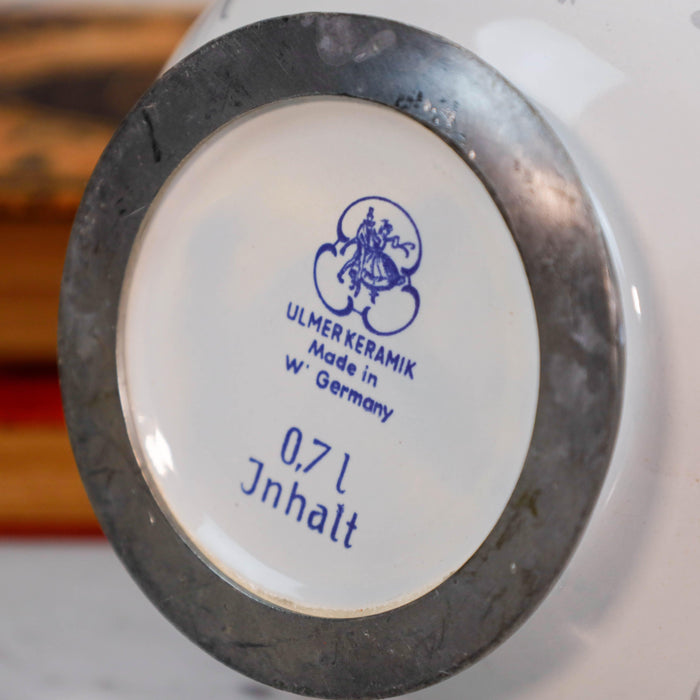 ULMER KERAMIK
Made in
W' Germany
0,7 l
Jnhalt